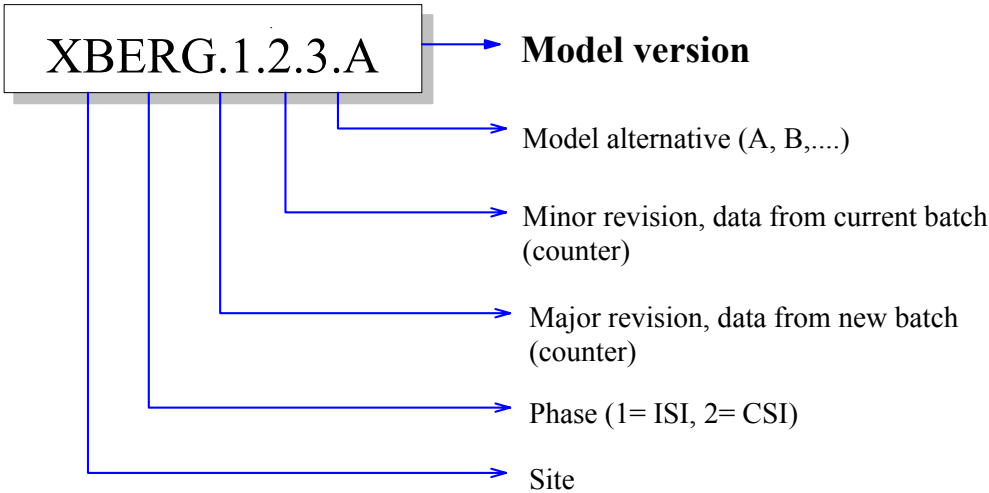 XBERG.1.2.3.A
Model version
Model alternative (A, B,....)
Minor revision, data from current batch
(counter)
Major revision, data from new batch
(counter)
Phase (1= ISI, 2= CSI)
Site